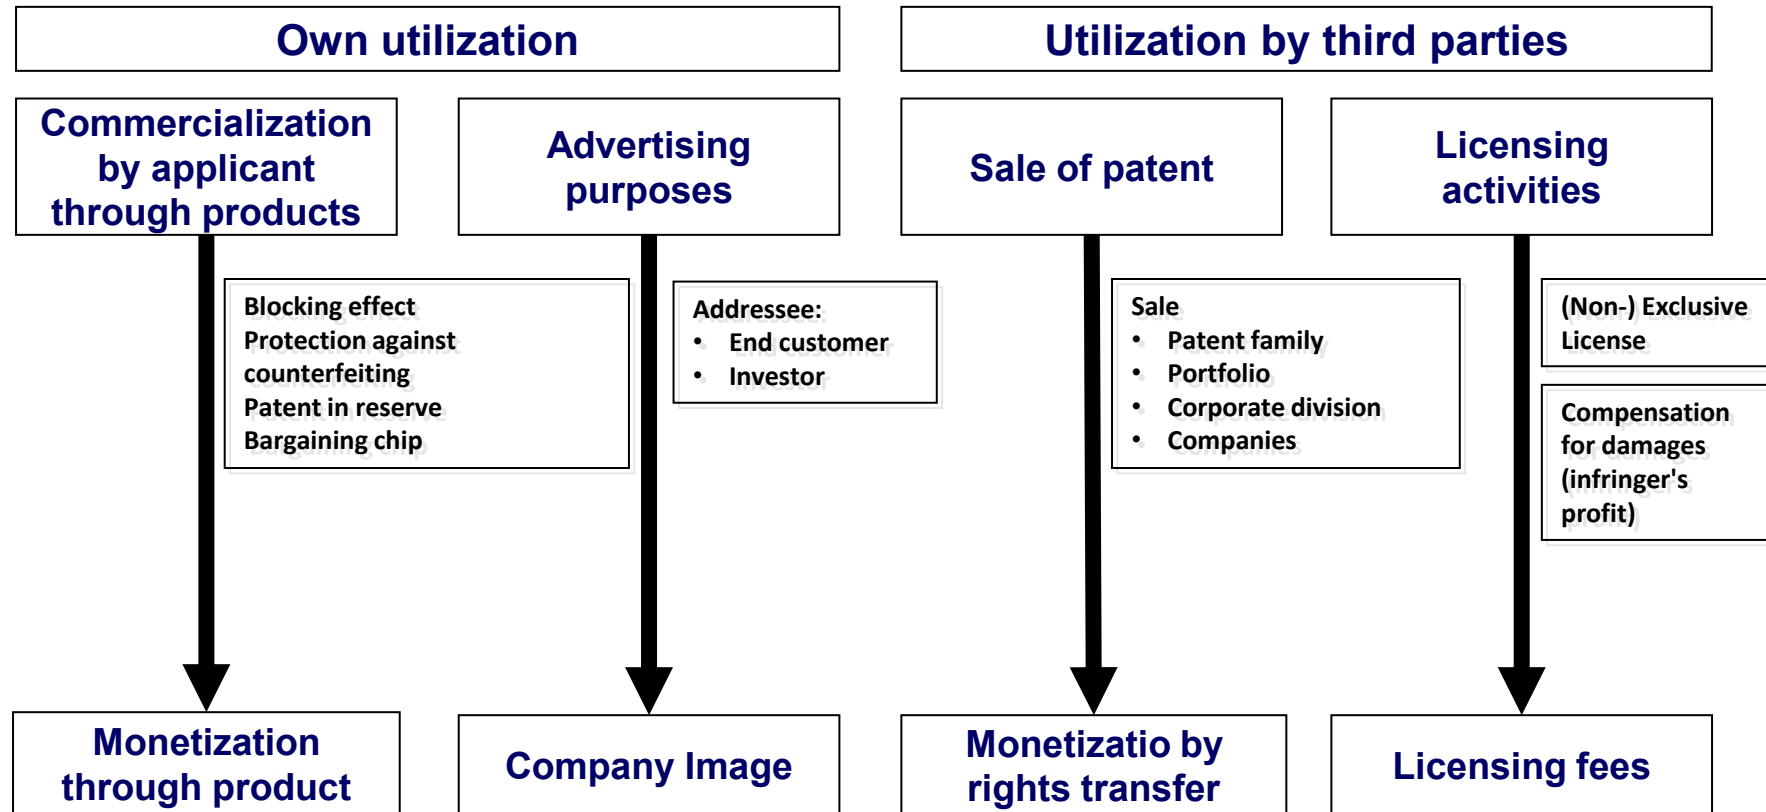 Own utilization
Utilization by third parties
Commercialization
by applicant
through products
Advertising
purposes
Sale of patent
Licensing
activities
Blocking effect
Protection against
counterfeiting
Patent in reserve
Bargaining chip
Addressee:
• End customer
• Investor
Sale
• Patent family
• Portfolio
• Corporate division
• Companies
(Non-) Exclusive
License
Compensation
for damages
(infringer's
profit)
Monetization
through product
Company Image
Monetizatio by
rights transfer
Licensing fees